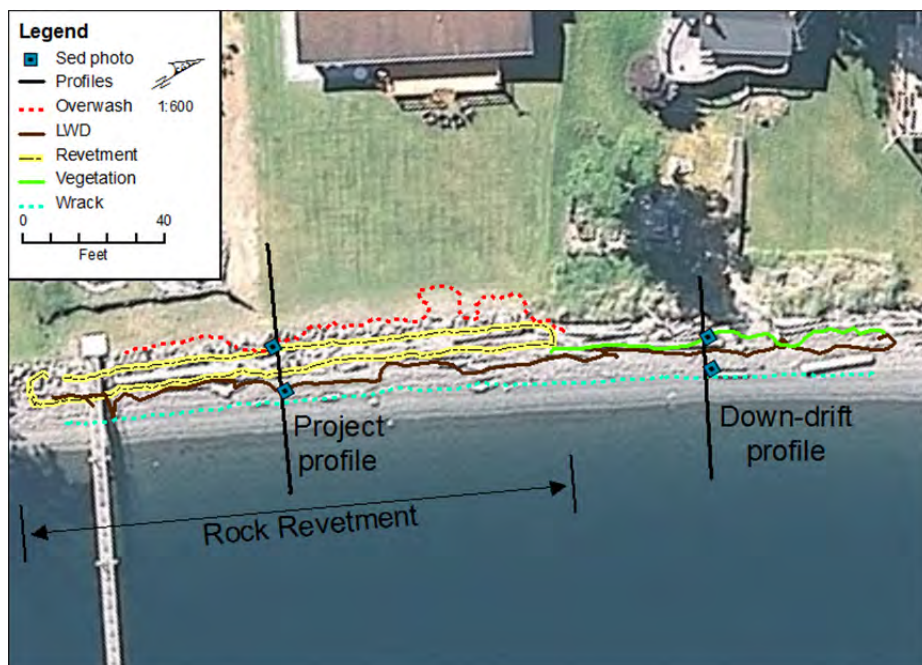 Legend
Sed photo
Profiles
Overwash
1:600
LWD
Revetment
Vegetation
Wrack
0 40
Feet
Project
profile
Down-drift
profile
Rock Revetment